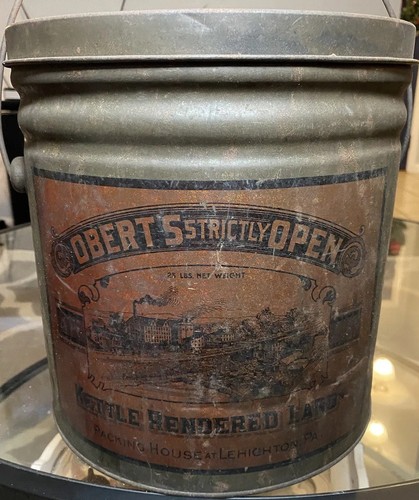 OBERT'S STRICTLY OPEN
25 LBS. NET WEIGHT
KETTLE RENDERED LARD
PACKING HOUSE AT LEHIGHTON, PA.